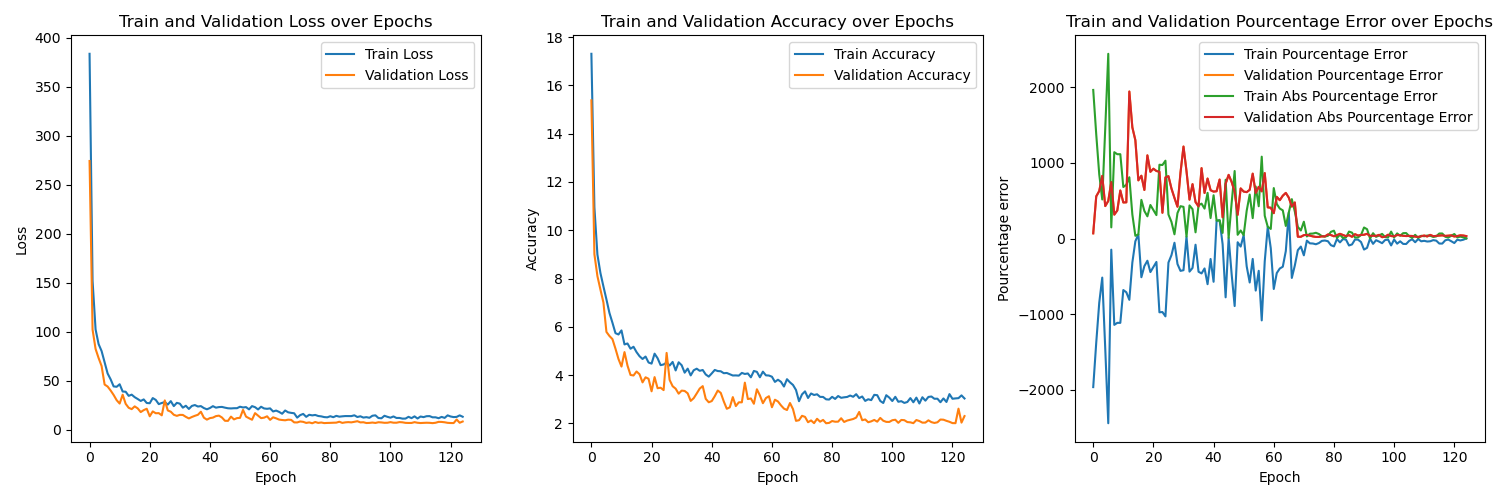 Train and Validation Loss over Epochs
400
350
300
250
200
150
100
50
0
Loss
0 20 40 60 80 100 120
Epoch
Train Loss
Validation Loss
Train and Validation Accuracy over Epochs
18
16
14
12
10
8
6
4
2
Accuracy
0 20 40 60 80 100 120
Epoch
Train Accuracy
Validation Accuracy
Train and Validation Pourcentage Error over Epochs
2000
1000
0
−1000
−2000
Pourcentage error
0 20 40 60 80 100 120
Epoch
Train Pourcentage Error
Validation Pourcentage Error
Train Abs Pourcentage Error
Validation Abs Pourcentage Error